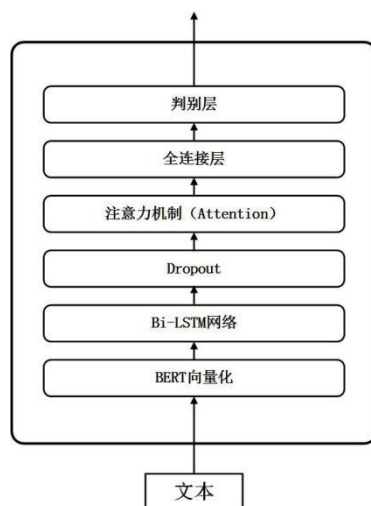 判别层
全连接层
注意力机制（Attention）
Dropout
Bi-LSTM网络
BERT向量化
文本